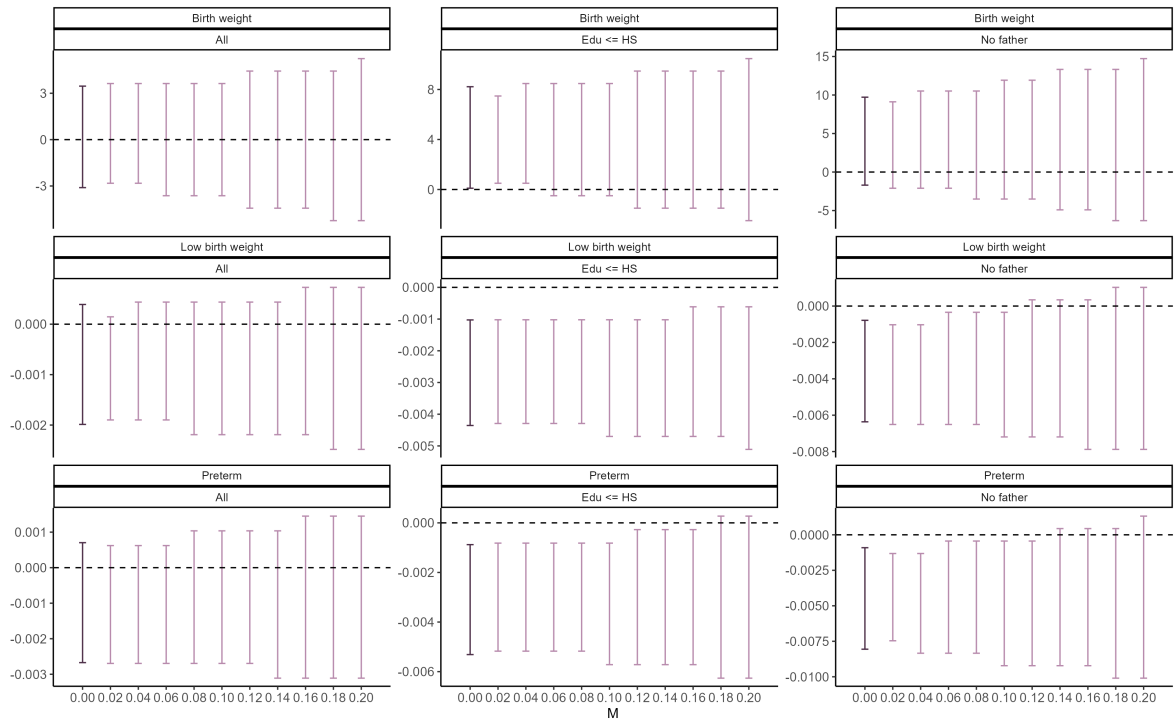 Birth weight
All
3
0
-3
Birth weight
Edu <= HS
8
4
0
Birth weight
No father
15
10
5
0
-5
Low birth weight
All
0.000
-0.001
-0.002
Low birth weight
Edu <= HS
0.000
-0.001
-0.002
-0.003
-0.004
-0.005
Low birth weight
No father
0.000
-0.002
-0.004
-0.006
-0.008
Preterm
All
0.001
0.000
-0.001
-0.002
-0.003
0.00 0.02 0.04 0.06 0.08 0.10 0.12 0.14 0.16 0.18 0.20
Preterm
Edu <= HS
0.000
-0.002
-0.004
-0.006
0.00 0.02 0.04 0.06 0.08 0.10 0.12 0.14 0.16 0.18 0.20
Preterm
No father
0.0000
-0.0025
-0.0050
-0.0075
-0.0100
0.00 0.02 0.04 0.06 0.08 0.10 0.12 0.14 0.16 0.18 0.20
M